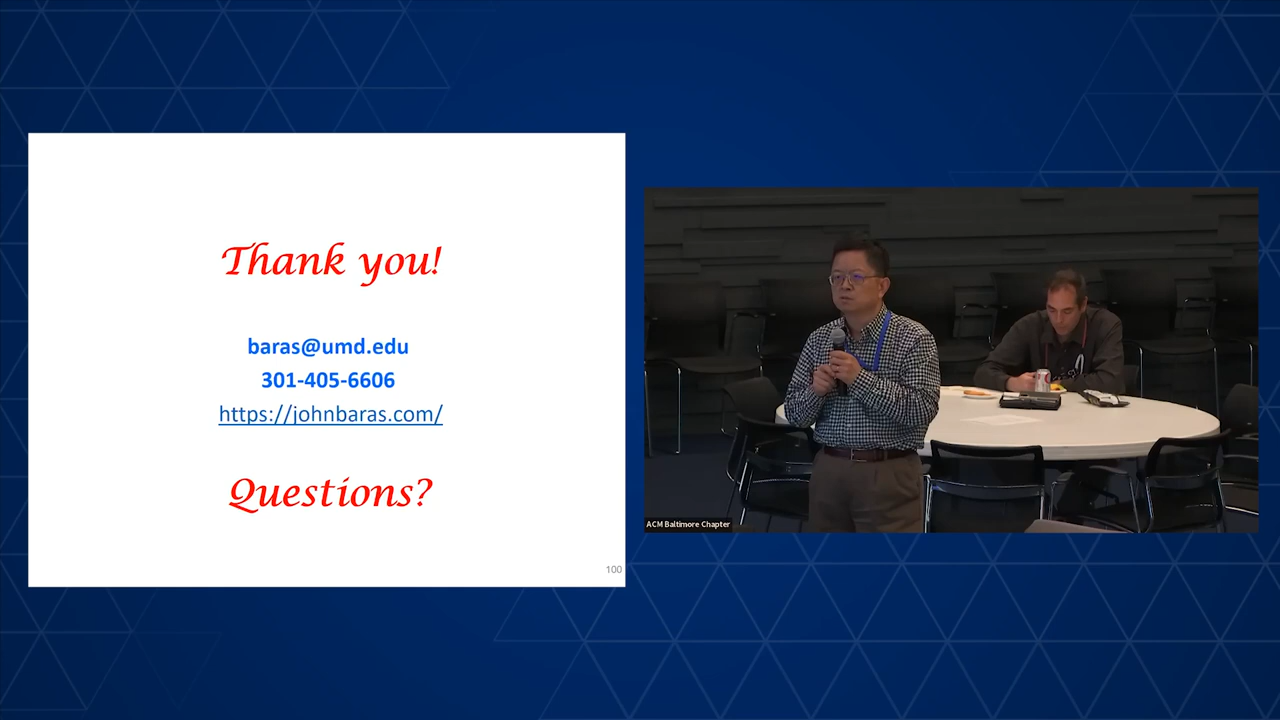 Thank you!
baras@umd.edu
301-405-6606
https://johnbaras.com/
Questions?
100
ACM Baltimore Chapter